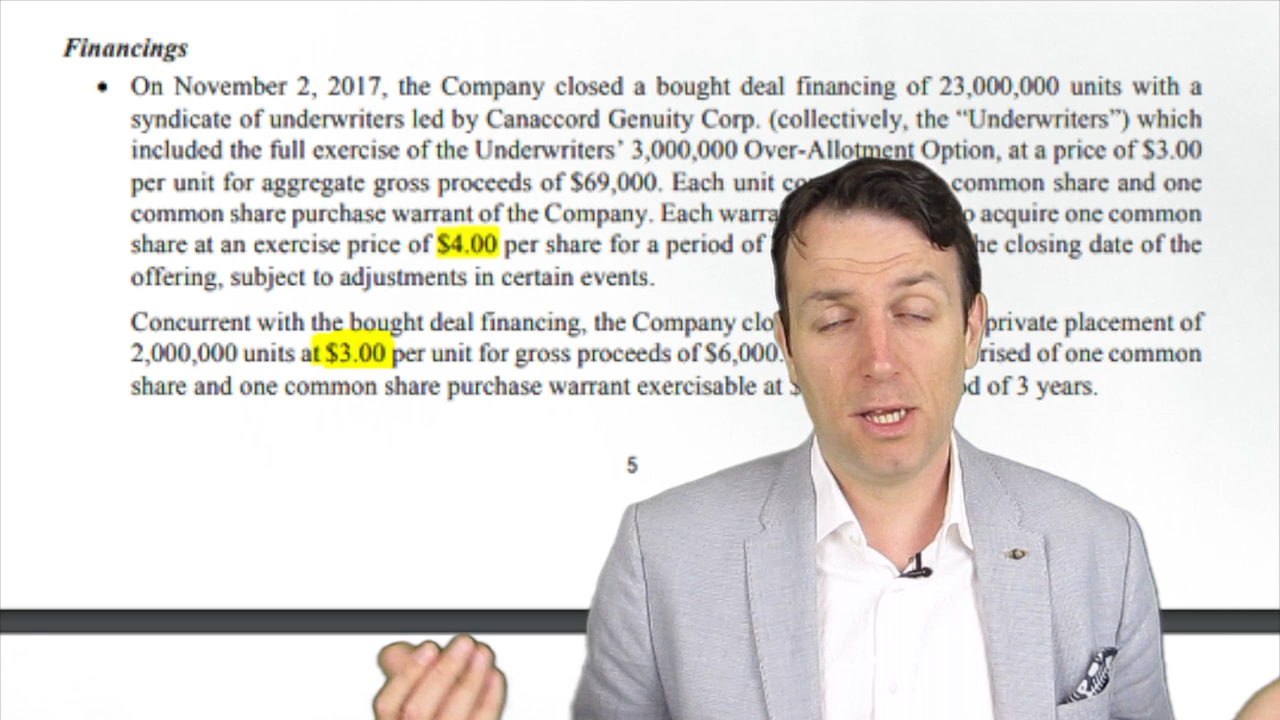 Financings
• On November 2, 2017, the Company closed a bought deal financing of 23,000,000 units with a
syndicate of underwriters led by Canaccord Genuity Corp. (collectively, the “Underwriters”) which
included the full exercise of the Underwriters’ 3,000,000 Over-Allotment Option, at a price of $3.00
per unit for aggregate gross proceeds of $69,000. Each unit common share and one
common share purchase warrant of the Company. Each acquire one common
share at an exercise price of $4.00 per share for a period of closing date of the
offering, subject to adjustments in certain events.
Concurrent with the bought deal financing, the Company private placement of
2,000,000 units at $3.00 per unit for gross proceeds of $6,000. of one common
share and one common share purchase warrant exercisable at of 3 years.
5